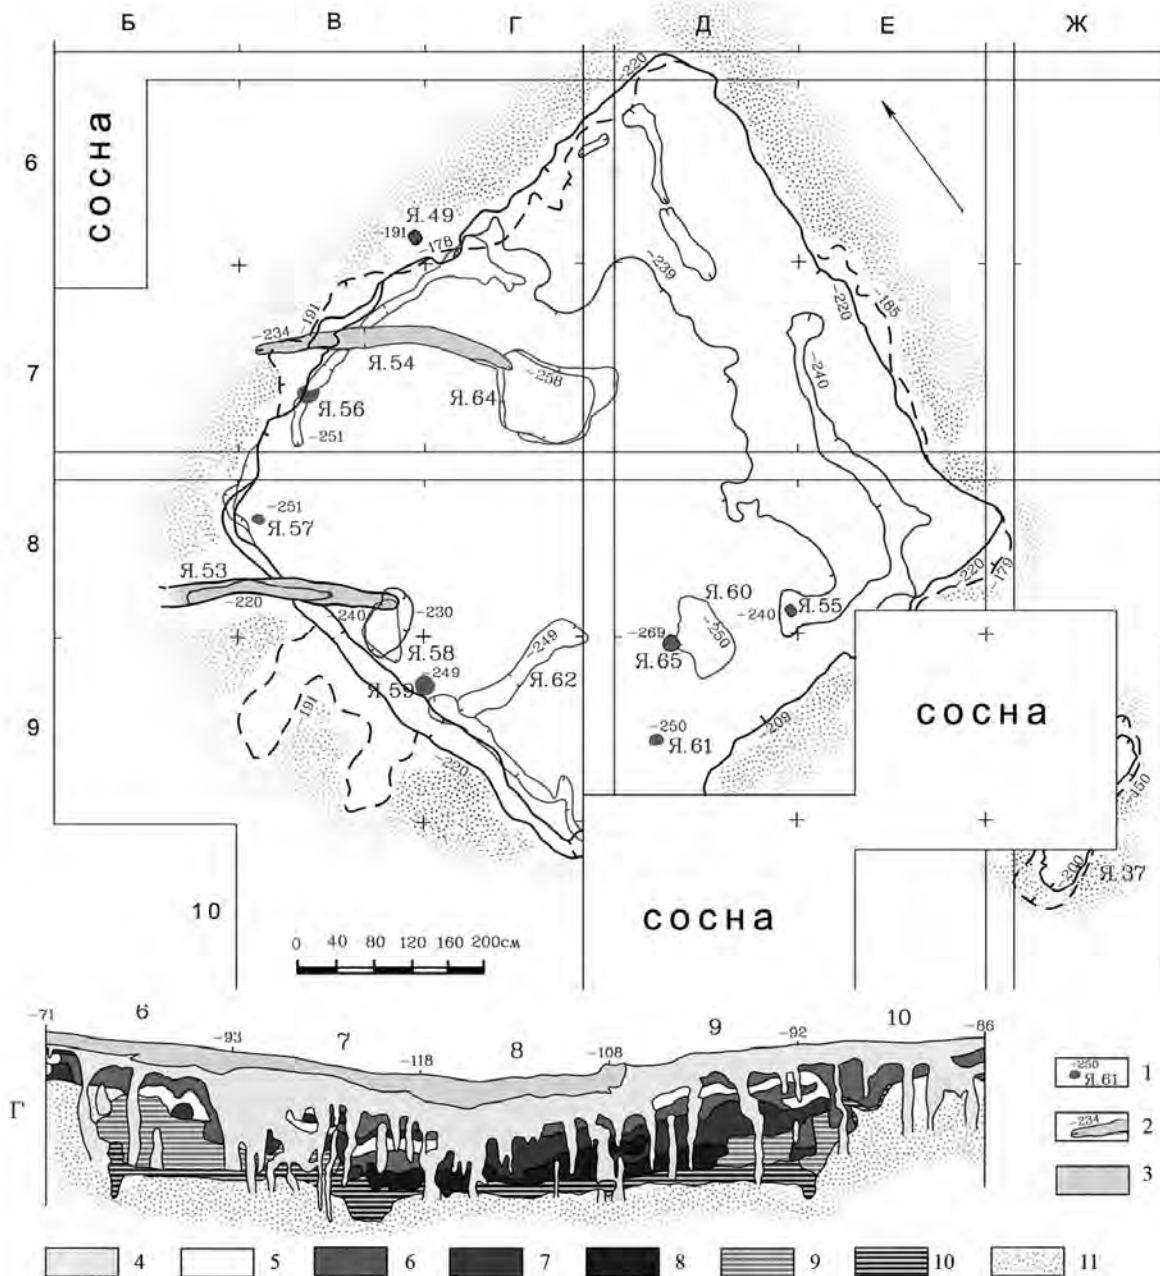 Б В Г Д Е Ж
6
сосна
-220
Я.49
-191
-178
-239
-220
-185
-191
-234
Я.54
7
-258
Я.64
-240
Я.56
-251
-251
Я.57
8
Я.53
-220
-240
-230
Я.58
-249
Я.60
-240
Я.55
-220
-179
-269
-250
Я.65
-249
Я.59
Я.62
9
-191
-220
-250
Я.61
-209
сосна
-150
-200
Я.37
10
сосна
0 40 80 120 160 200см
-71 6 -93 7 -118 8 -108 9 -92 10 -86
Г
-250
Я.61
1
-234
2
3
4 5 6 7 8 9 10 11